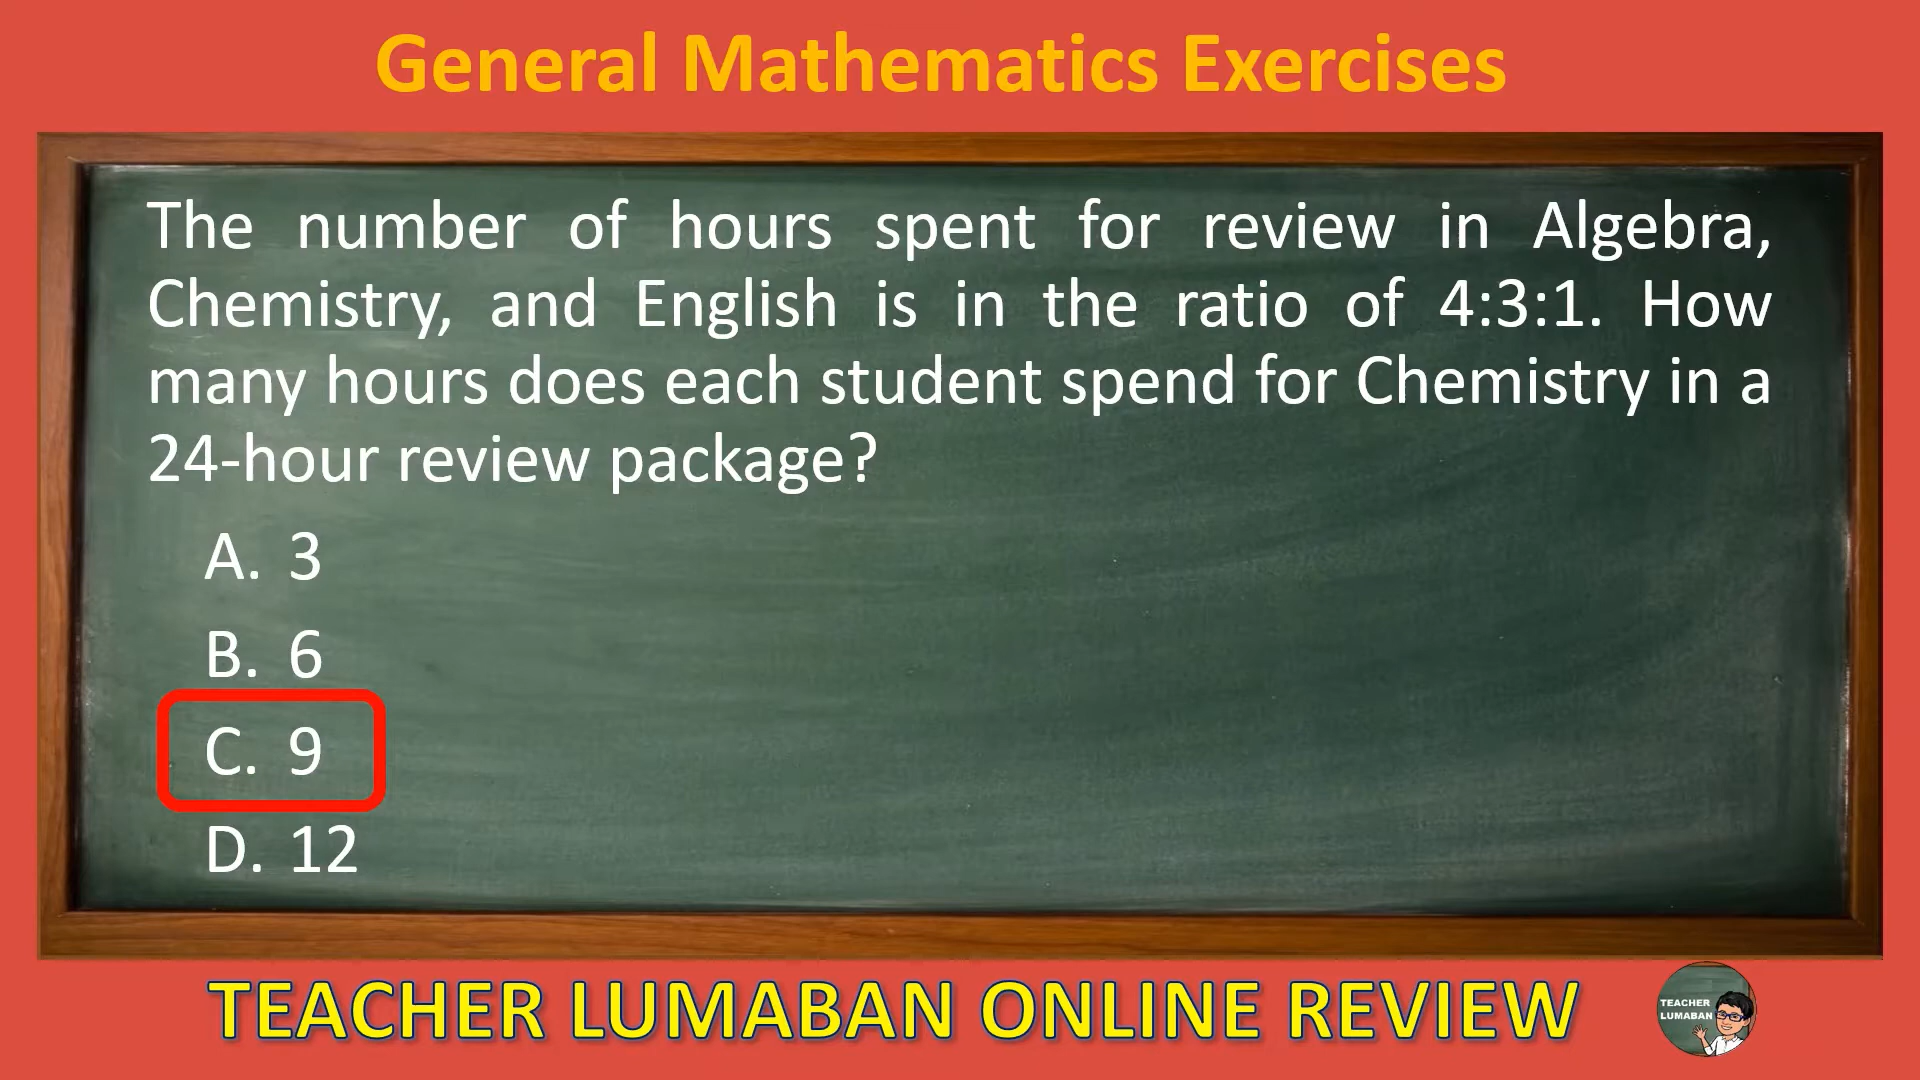 General Mathematics Exercises
The number of hours spent for review in Algebra,
Chemistry, and English is in the ratio of 4:3:1. How
many hours does each student spend for Chemistry in a
24-hour review package?
A. 3
B. 6
C. 9
D. 12
TEACHER LUMABAN ONLINE REVIEW
TEACHER
LUMABAN